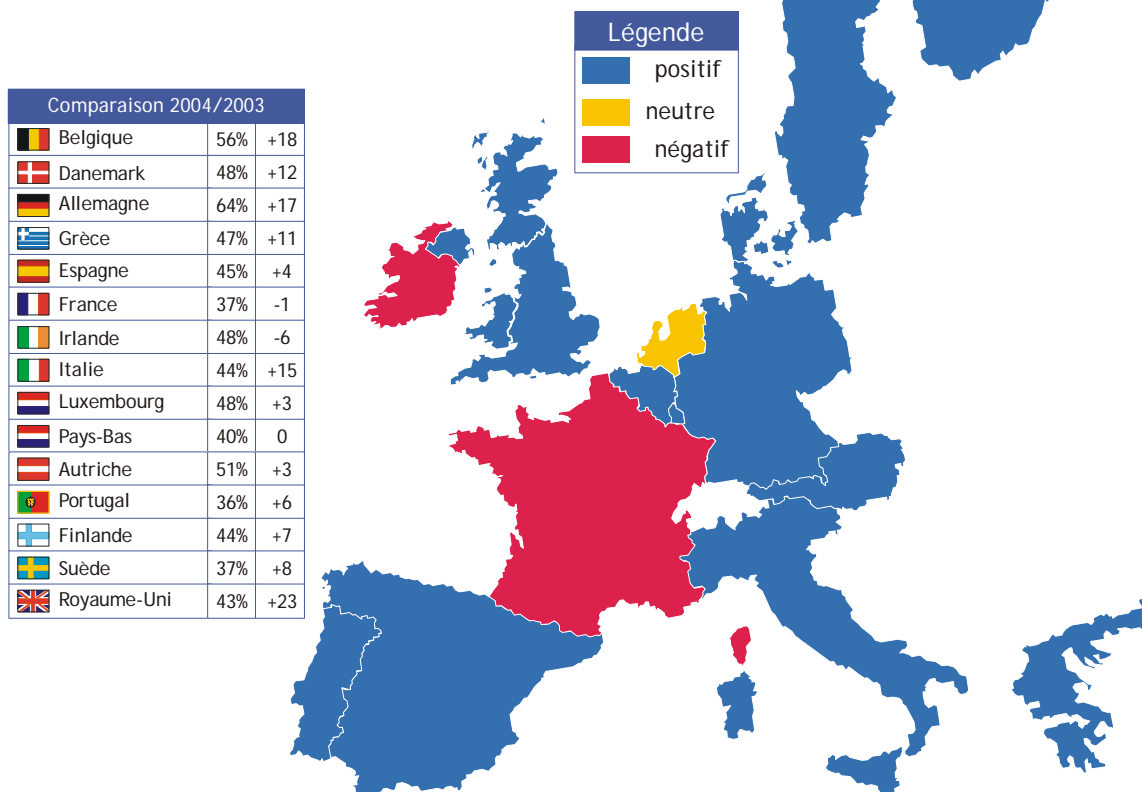 Légende
positif
neutre
négatif
Comparaison 2004/2003
Belgique 56% +18
Danemark 48% +12
Allemagne 64% +17
Grèce 47% +11
Espagne 45% +4
France 37% -1
Irlande 48% -6
Italie 44% +15
Luxembourg 48% +3
Pays-Bas 40% 0
Autriche 51% +3
Portugal 36% +6
Finlande 44% +7
Suède 37% +8
Royaume-Uni 43% +23